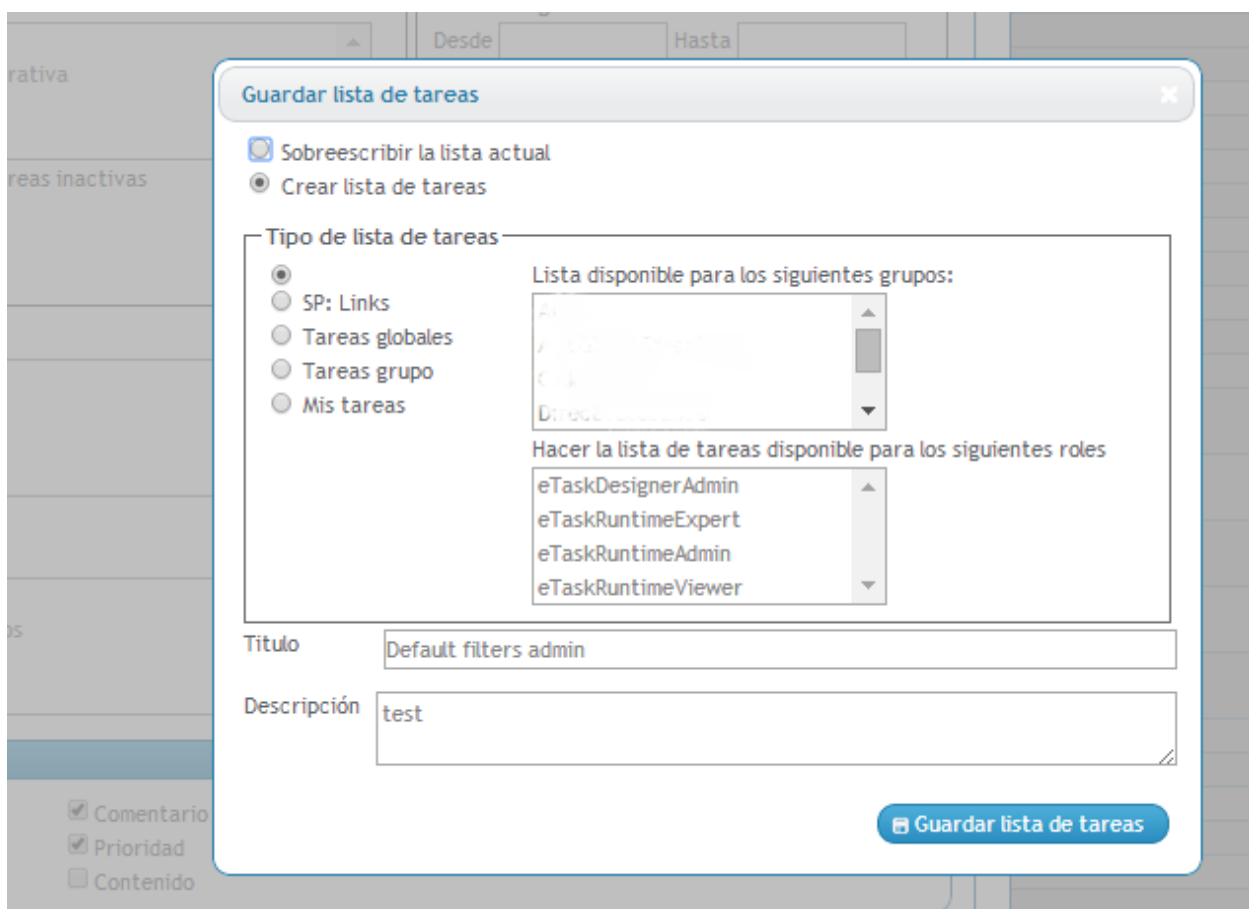 Desde
Hasta
rativa
Guardar lista de tareas
Sobreescribir la lista actual
reas inactivas
Crear lista de tareas
Tipo de lista de tareas
Lista disponible para los siguientes grupos:
SP: Links
Tareas globales
Tareas grupo
Mis tareas
Hacer la lista de tareas disponible para los siguientes roles
eTaskDesignerAdmin
eTaskRuntimeExpert
eTaskRuntimeAdmin
eTaskRuntimeViewer
os
Titulo
Default filters admin
Descripción
test
Comentario
Guardar lista de tareas
Prioridad
Contenido